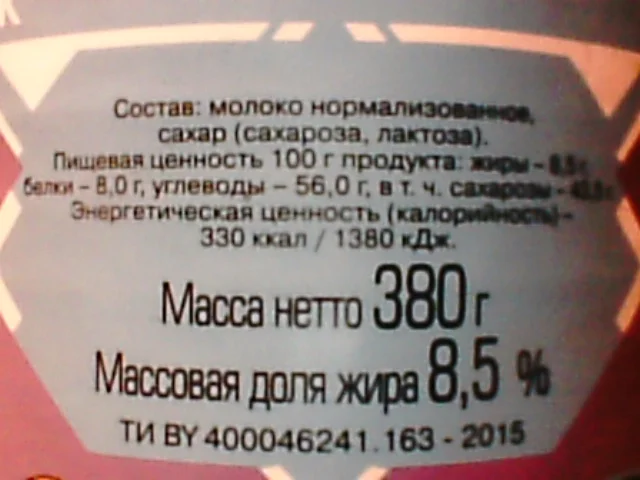 Состав: молоко нормализованное,
сахар (сахароза, лактоза).
Пищевая ценность 100 г продукта: жиры – 8,5 г,
белки – 8,0 г, углеводы – 56,0 г, в т. ч. сахарозы –
Энергетическая ценность (калорийность) –
330 ккал / 1380 кДж.
Масса нетто 380 г
Массовая доля жира 8,5 %
ТИ BY 400046241.163 - 2015